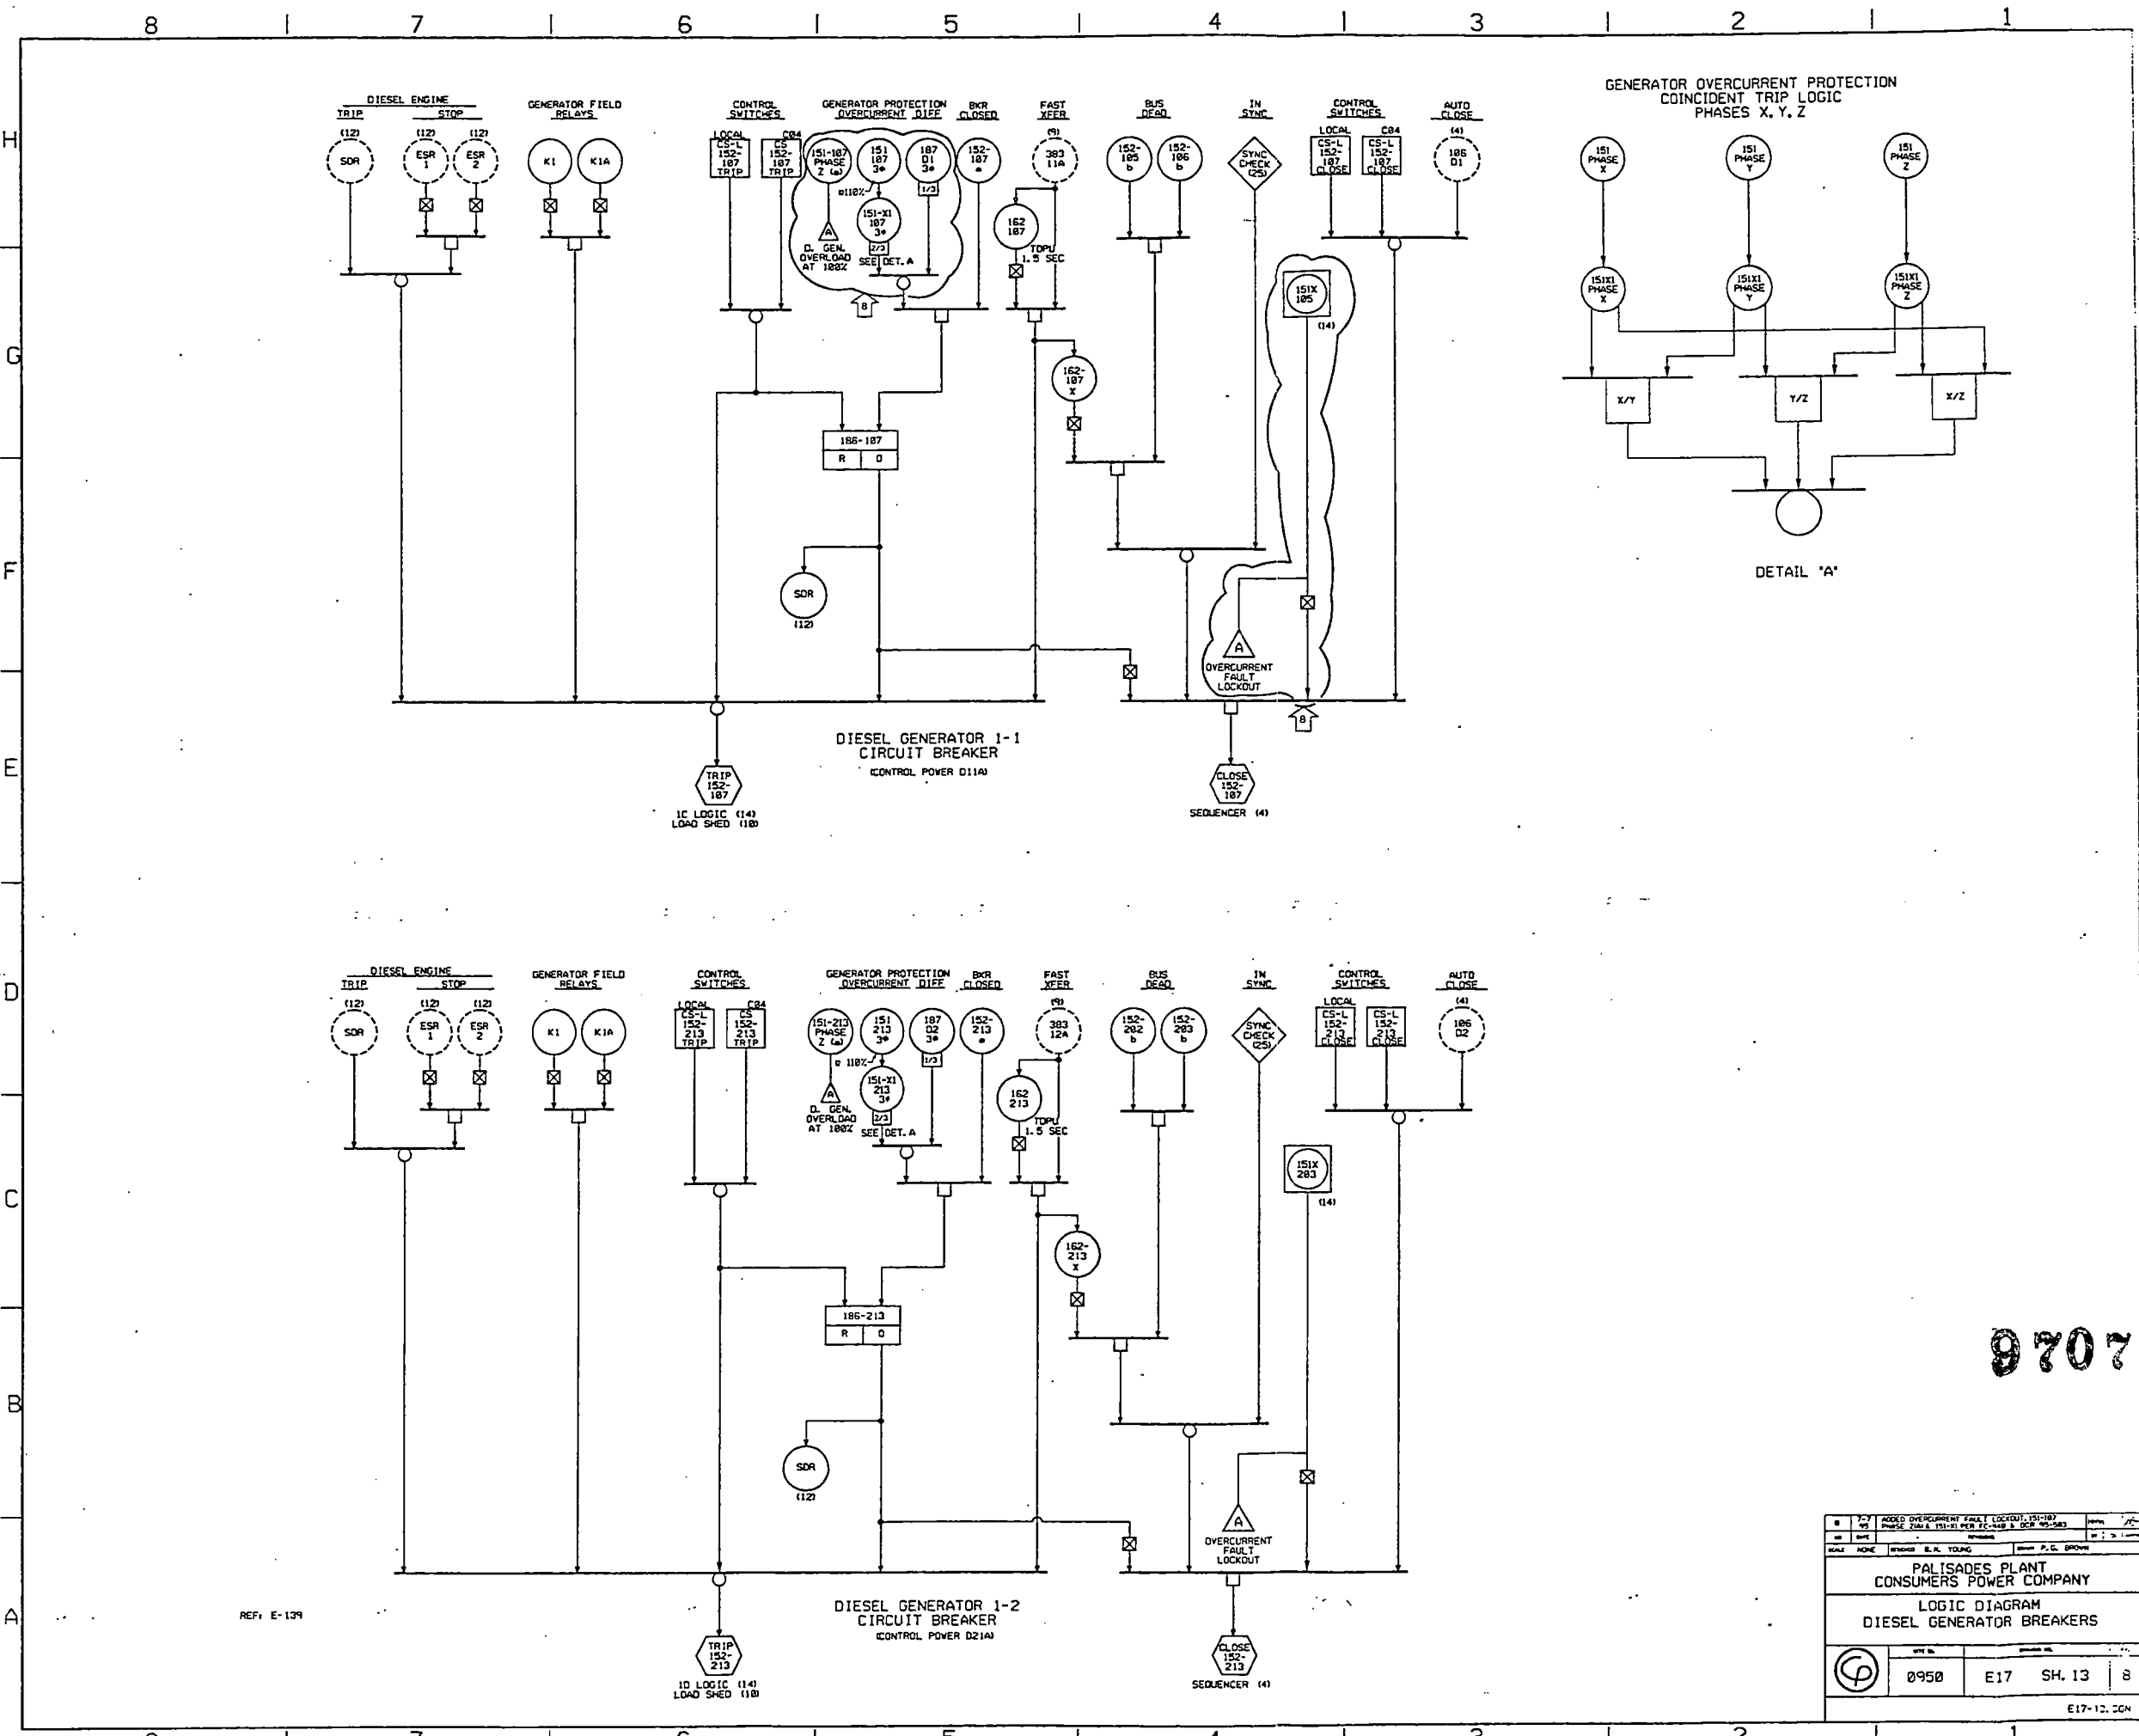 8 7 6 5 4 3 2 1
H
G
F
E
D
C
B
A
DIESEL ENGINE
TRIP STOP
(12) (12) (12)
SDR
ESR 1
ESR 2
GENERATOR FIELD
RELAYS
K1
K1A
CONTROL
SWITCHES
LOCAL C04
CS-L
152-
107
TRIP
CS
152-
107
TRIP
GENERATOR PROTECTION
OVERCURRENT DIFF
151-107
PHASE
Z (a)
151
107
187
D1
1/3
110%
151-X1
107
2/3
SEE DET. A
A
D. GEN.
OVERLOAD
AT 100%
8
BKR
CLOSED
152-
107
a
FAST
XFER
(9)
383
11A
162
107
TDPU
1.5 SEC
162-
107
X
BUS
DEAD
152-
105
b
152-
106
b
IN
SYNC
SYNC
CHECK
(25)
CONTROL
SWITCHES
LOCAL C04
CS-L
152-
107
CLOSE
CS-L
152-
107
CLOSE
AUTO
CLOSE
(4)
106
D1
151X
105
(14)
186-107
R O
SDR
(12)
A
OVERCURRENT
FAULT
LOCKOUT
8
DIESEL GENERATOR 1-1
CIRCUIT BREAKER
(CONTROL POWER D11A)
TRIP
152-
107
1C LOGIC (14)
LOAD SHED (10)
CLOSE
152-
107
SEQUENCER (4)
GENERATOR OVERCURRENT PROTECTION
COINCIDENT TRIP LOGIC
PHASES X, Y, Z
151
PHASE
X
151
PHASE
Y
151
PHASE
Z
151X1
PHASE
X
151X1
PHASE
Y
151X1
PHASE
Z
X/Y
Y/Z
X/Z
DETAIL "A"
DIESEL ENGINE
TRIP STOP
(12) (12) (12)
SDR
ESR 1
ESR 2
GENERATOR FIELD
RELAYS
K1
K1A
CONTROL
SWITCHES
LOCAL C04
CS-L
152-
213
TRIP
CS
152-
213
TRIP
GENERATOR PROTECTION
OVERCURRENT DIFF
151-213
PHASE
Z (a)
151
213
187
D2
1/3
110%
151-X1
213
2/3
SEE DET. A
A
D. GEN.
OVERLOAD
AT 100%
BKR
CLOSED
152-
213
a
FAST
XFER
(9)
383
12A
162
213
TDPU
1.5 SEC
162-
213
X
BUS
DEAD
152-
202
b
152-
203
b
IN
SYNC
SYNC
CHECK
(25)
CONTROL
SWITCHES
LOCAL
CS-L
152-
213
CLOSE
CS-L
152-
213
CLOSE
AUTO
CLOSE
(4)
106
D2
151X
203
(14)
186-213
R O
SDR
(12)
A
OVERCURRENT
FAULT
LOCKOUT
DIESEL GENERATOR 1-2
CIRCUIT BREAKER
(CONTROL POWER D21A)
TRIP
152-
213
1D LOGIC (14)
LOAD SHED (10)
CLOSE
152-
213
SEQUENCER (4)
REF: E-139
9707
ADDED OVERCURRENT FAULT LOCKOUT, 151-107
SCALE NONE B.R. YOUNG P.G. BROWN
PALISADES PLANT
CONSUMERS POWER COMPANY
LOGIC DIAGRAM
DIESEL GENERATOR BREAKERS
0950 E17 SH. 13 8